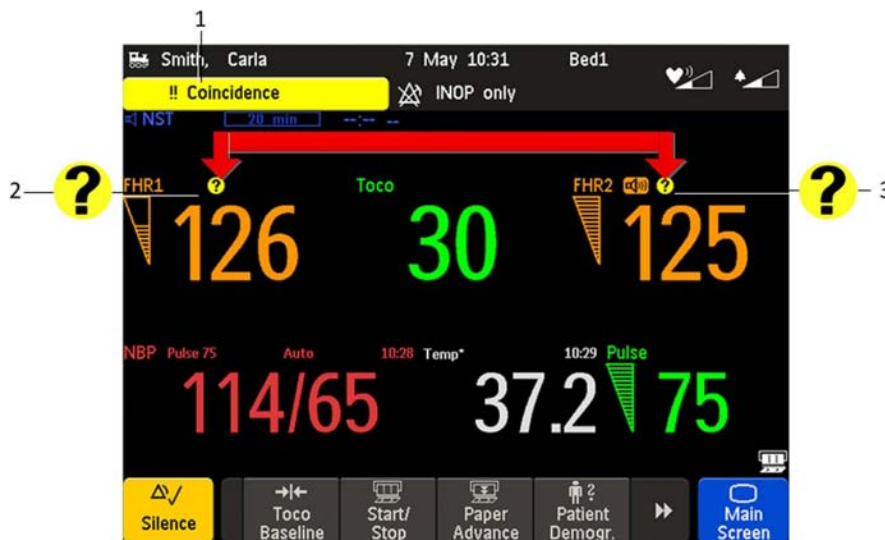 1
Smith, Carla 7 May 10:31 Bed1
!! Coincidence INOP only
NST 20 min --:-- --
2 ? FHR1 ? Toco FHR2 ? ? 3
126 30 125
NBP Pulse 75 Auto 10:28 Temp* 10:29 Pulse
114/65 37.2 75
Silence
Toco Baseline
Start/ Stop
Paper Advance
? Patient Demogr.
Main Screen